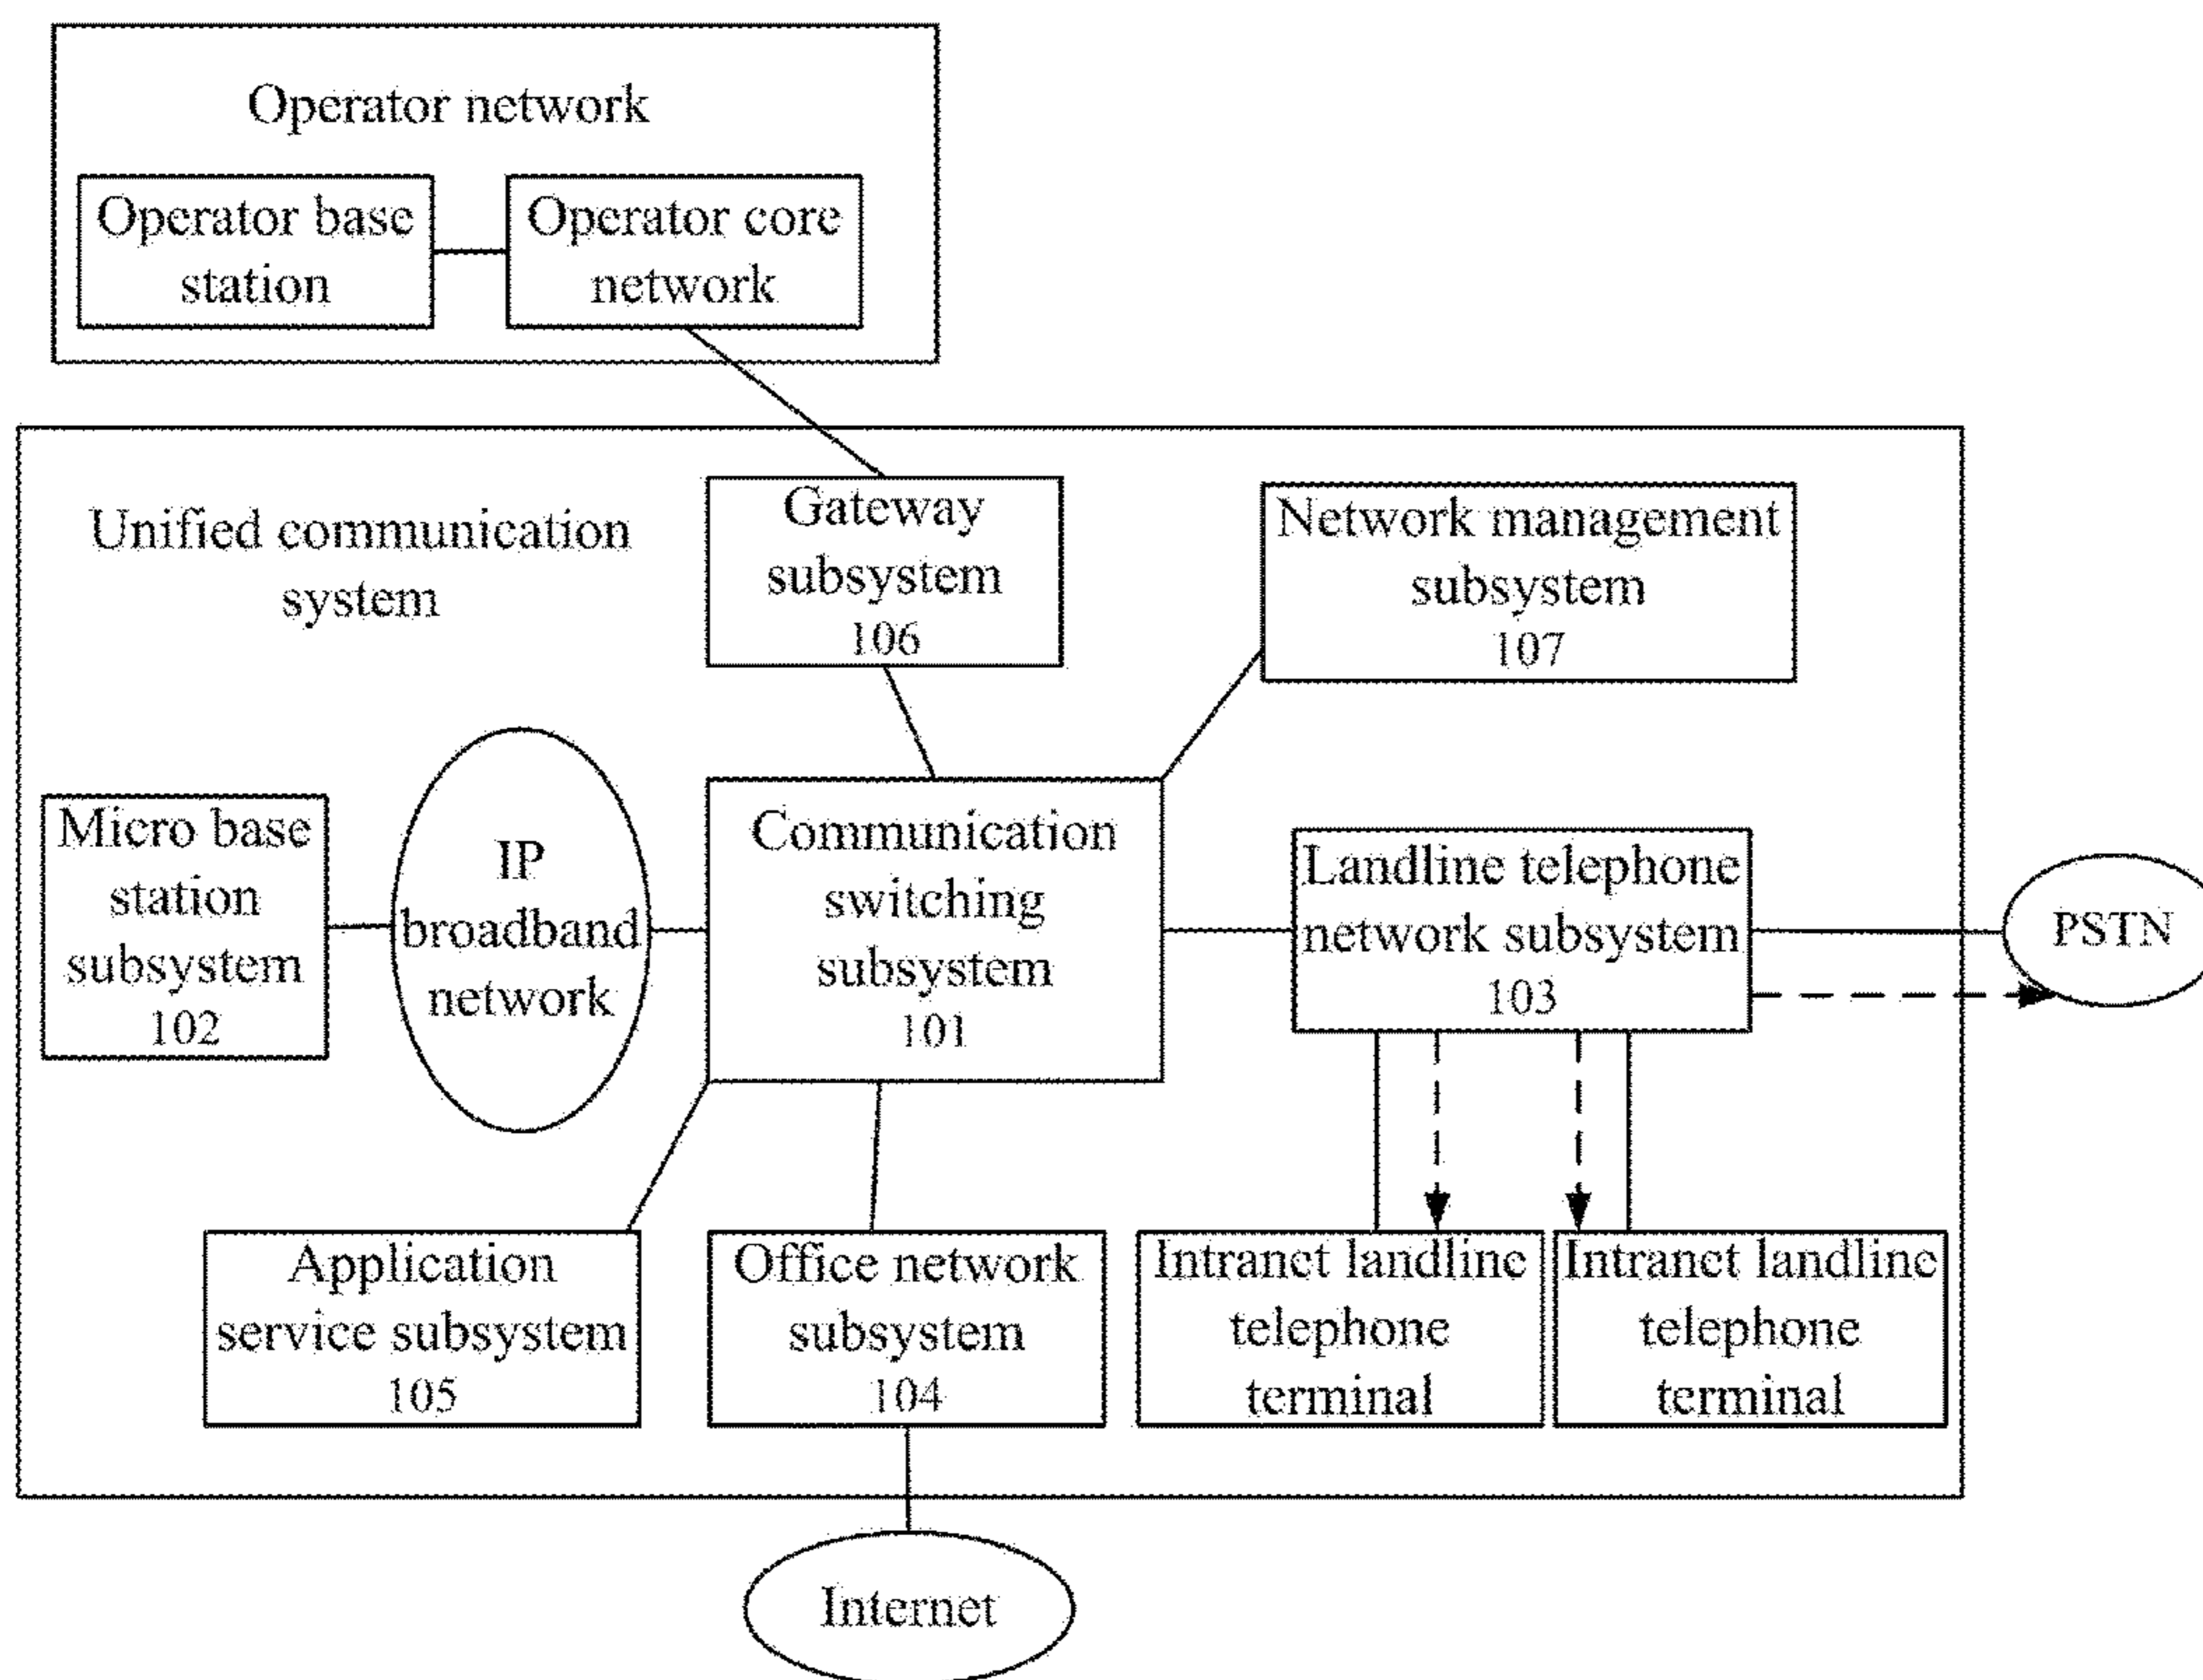 Operator network
Operator base
station
Operator core
network
Unified communication
system
Gateway
subsystem
106
Network management
subsystem
107
Micro base
station
subsystem
102
IP
broadband
network
Communication
switching
subsystem
101
Landline telephone
network subsystem
103
PSTN
Application
service subsystem
105
Office network
subsystem
104
Intranet landline
telephone
terminal
Intranet landline
telephone
terminal
Internet